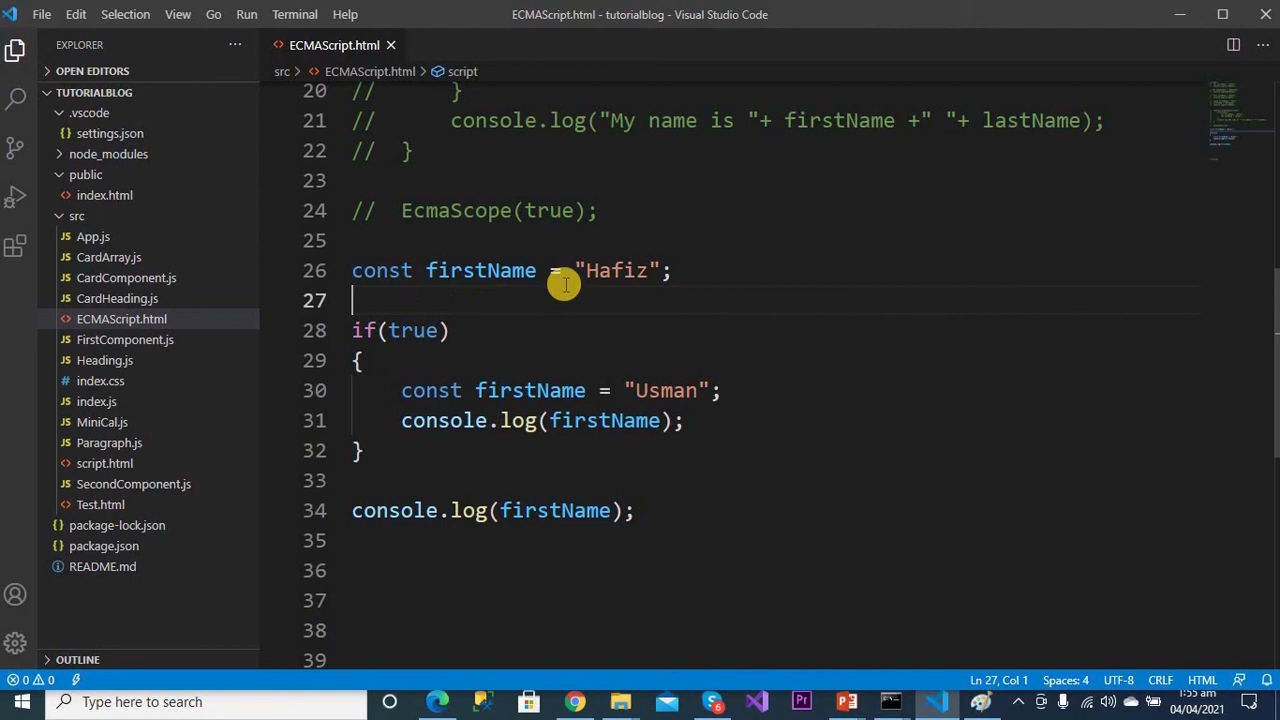 File Edit Selection View Go Run Terminal Help ECMAScript.html - tutorialblog - Visual Studio Code
EXPLORER
OPEN EDITORS
TUTORIALBLOG
.vscode
settings.json
node_modules
public
index.html
src
App.js
CardArray.js
CardComponent.js
CardHeading.js
ECMAScript.html
FirstComponent.js
Heading.js
index.css
index.js
MiniCal.js
Paragraph.js
script.html
SecondComponent.js
Test.html
package-lock.json
package.json
README.md
OUTLINE
ECMAScript.html
src > ECMAScript.html > script
20 // }
21 // console.log("My name is "+ firstName +" "+ lastName);
22 // }
23
24 // EcmaScope(true);
25
26 const firstName = "Hafiz";
27
28 if(true)
29 {
30 const firstName = "Usman";
31 console.log(firstName);
32 }
33
34 console.log(firstName);
35
36
37
38
39
0 0 Ln 27, Col 1 Spaces: 4 UTF-8 CRLF HTML
Type here to search 6 1:55 am
04/04/2021